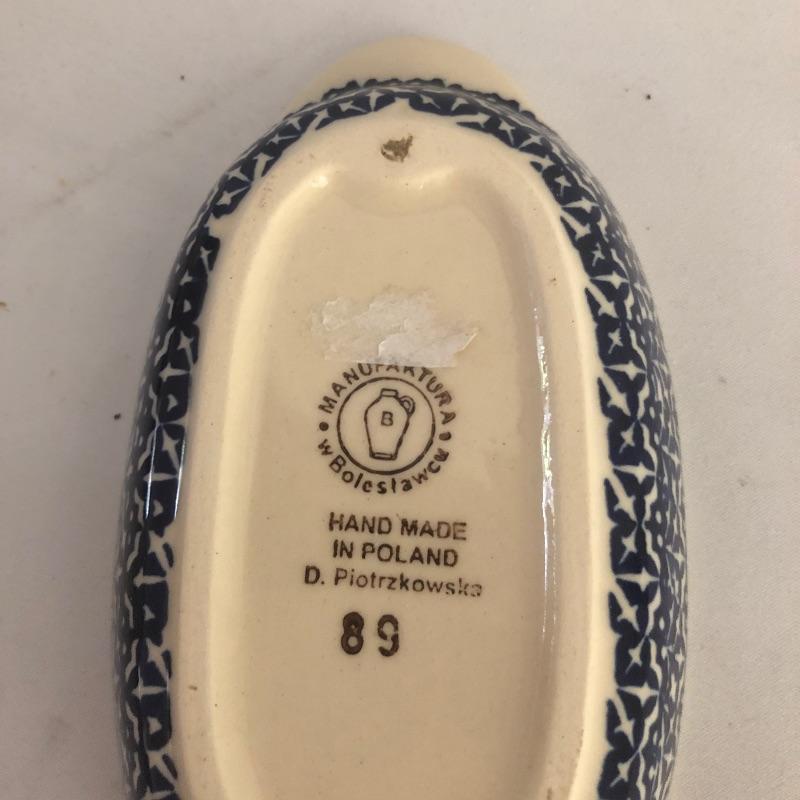 MANUFAKTURA
B
w Bolesławcu
HAND MADE
IN POLAND
D. Piotrzkowska
89